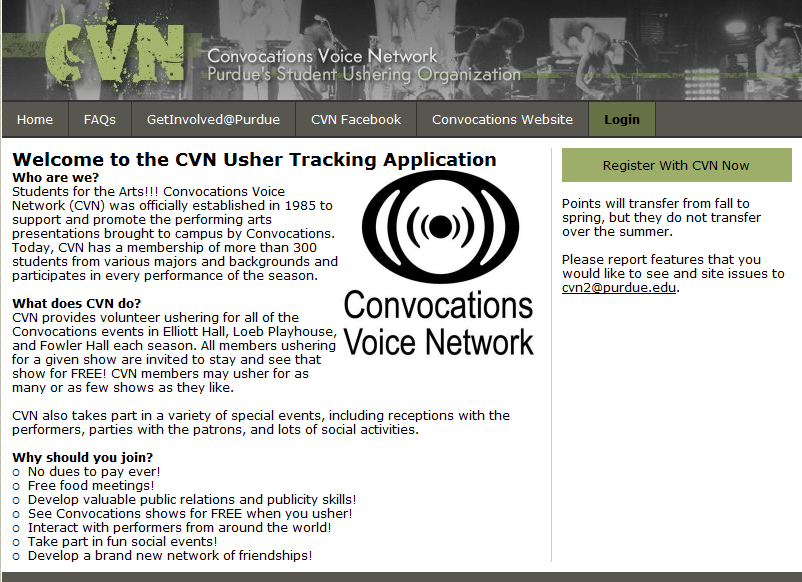 CVN
Convocations Voice Network
Purdue's Student Ushering Organization
Home FAQs GetInvolved@Purdue CVN Facebook Convocations Website Login
Welcome to the CVN Usher Tracking Application
Who are we?
Students for the Arts!!! Convocations Voice
Network (CVN) was officially established in 1985 to
support and promote the performing arts
presentations brought to campus by Convocations.
Today, CVN has a membership of more than 300
students from various majors and backgrounds and
participates in every performance of the season.
What does CVN do?
CVN provides volunteer ushering for all of the
Convocations events in Elliott Hall, Loeb Playhouse,
and Fowler Hall each season. All members ushering
for a given show are invited to stay and see that
show for FREE! CVN members may usher for as
many or as few shows as they like.
Convocations
Voice Network
CVN also takes part in a variety of special events, including receptions with the
performers, parties with the patrons, and lots of social activities.
Why should you join?
o No dues to pay ever!
o Free food meetings!
o Develop valuable public relations and publicity skills!
o See Convocations shows for FREE when you usher!
o Interact with performers from around the world!
o Take part in fun social events!
o Develop a brand new network of friendships!
Register With CVN Now
Points will transfer from fall to
spring, but they do not transfer
over the summer.
Please report features that you
would like to see and site issues to
cvn2@purdue.edu.